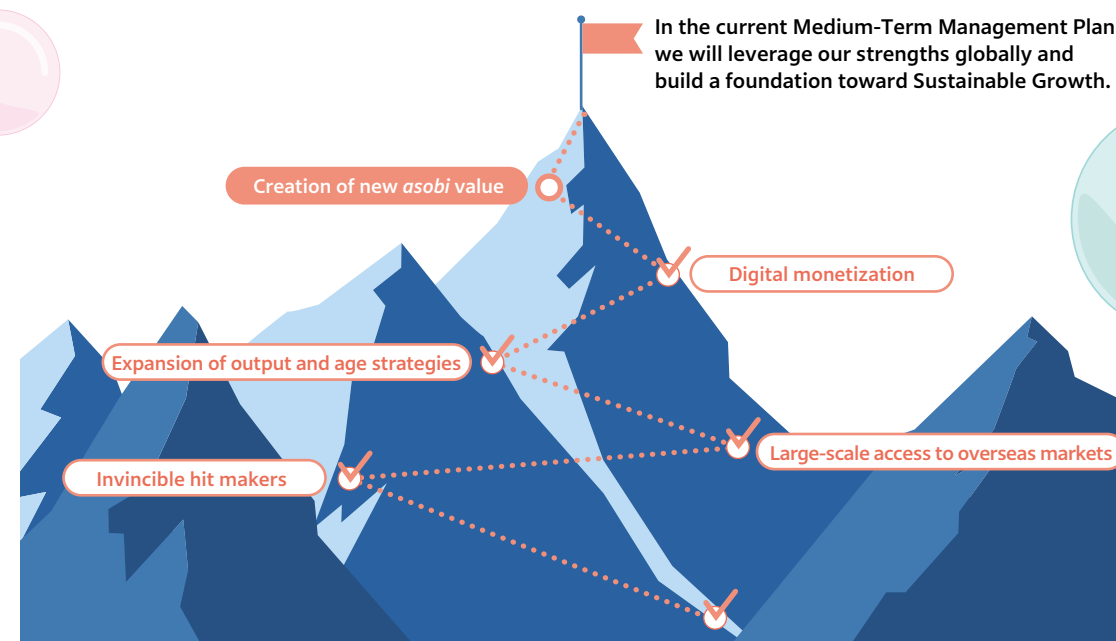 In the current Medium-Term Management Plan
we will leverage our strengths globally and
build a foundation toward Sustainable Growth.
Creation of new asobi value
Digital monetization
Expansion of output and age strategies
Large-scale access to overseas markets
Invincible hit makers